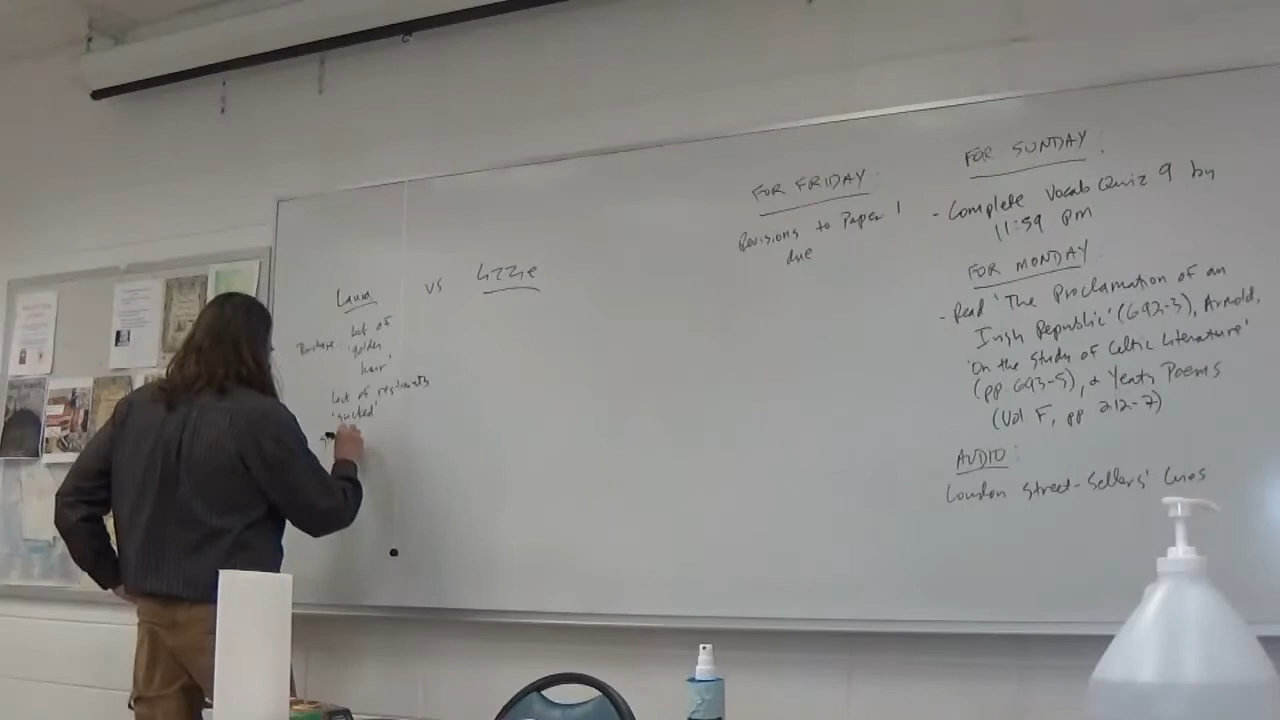 Laura vs Lizzie
Purchase
Lock of
'golden
hair'
Lack of restraint
'sucked'
FOR FRIDAY:
Revisions to Paper 1
due
FOR SUNDAY:
- Complete Vocab Quiz 9 by
11:59 pm
FOR MONDAY
- Read 'The Proclamation of an
Irish Republic' (692-3), Arnold,
'On the Study of Celtic Literature'
(pp 693-5), & Yeats Poems
(Vol F, pp 212-7)
AUDIO:
London Street-Sellers' Cries